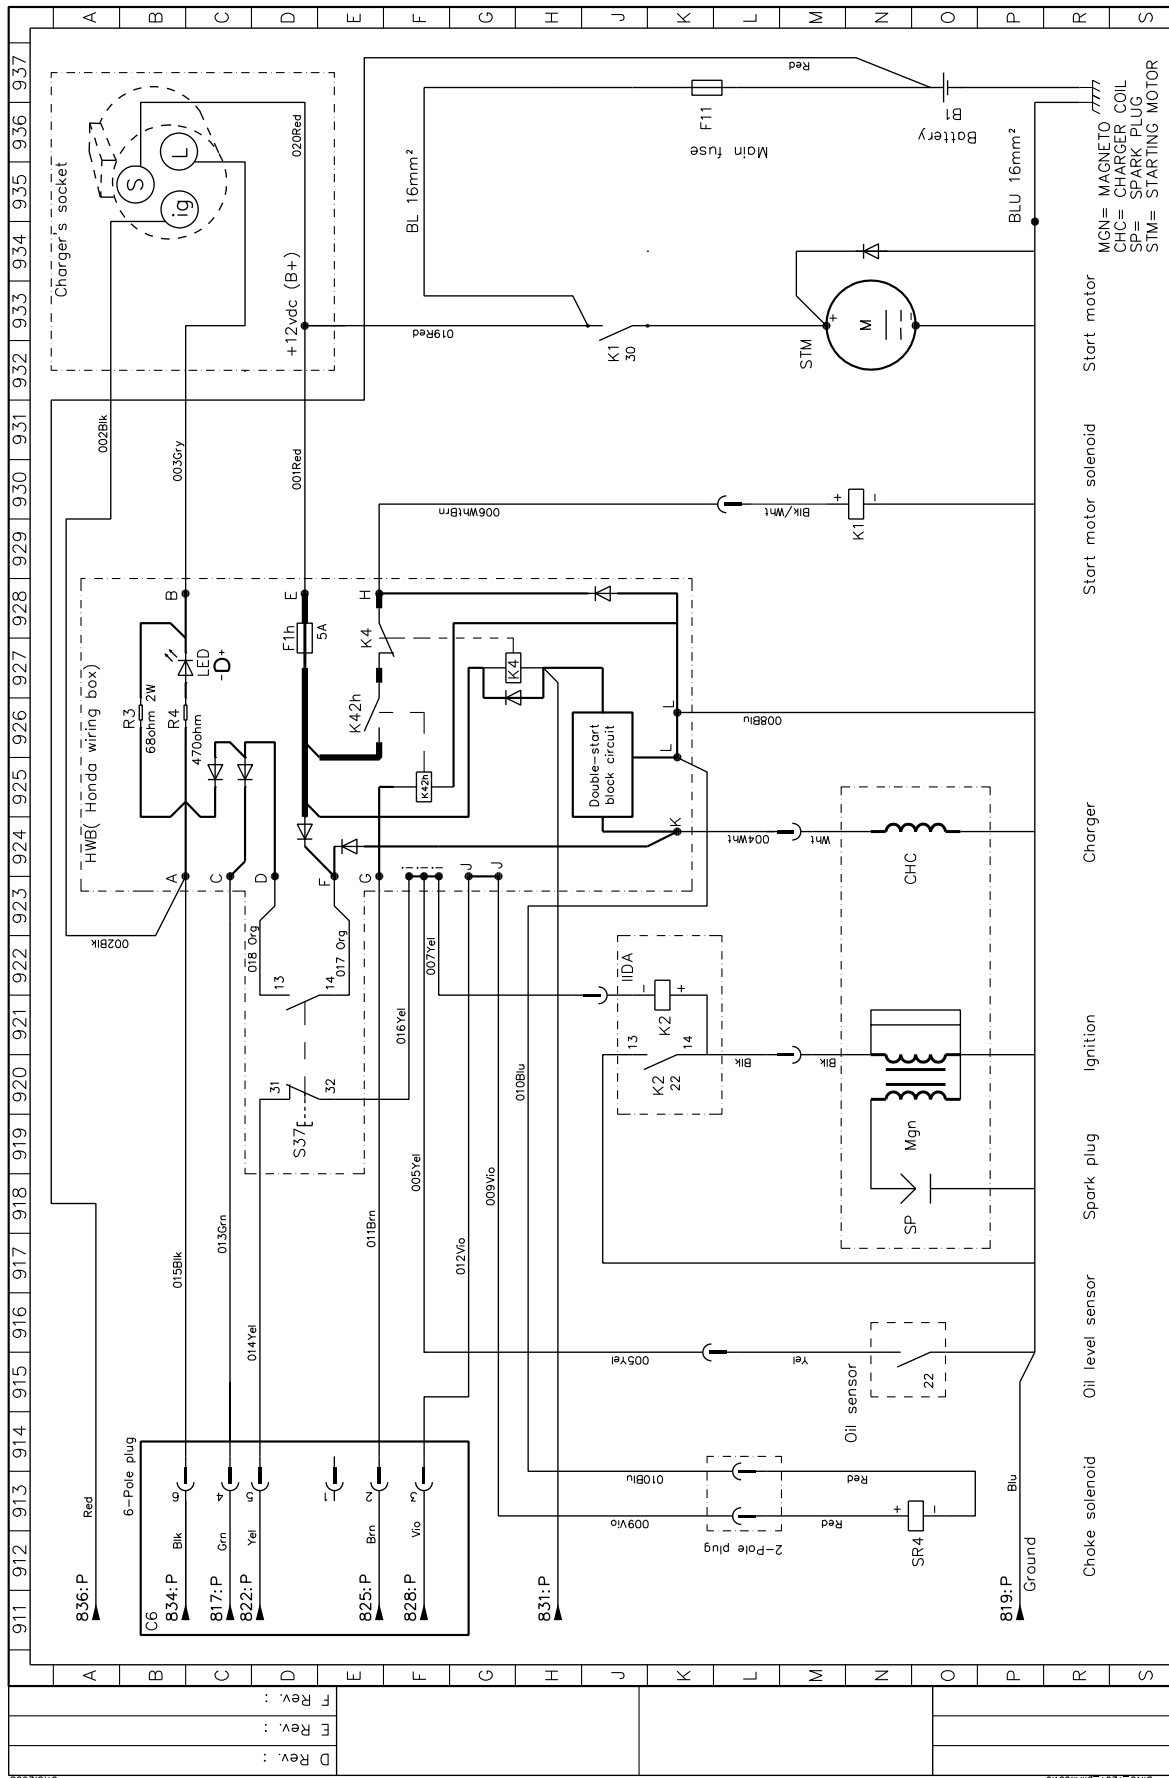 A B C D E F G H J K L M N O P R S
937
936
935
934
933
932
931
930
929
928
927
926
925
924
923
922
921
920
919
918
917
916
915
914
913
912
911
Charger's socket
S
L
ig
+12vdc (B+)
020Red
019Red
002Blk
003Gry
001Red
Red
BL 16mm²
F11
Main fuse
B1
Battery
BLU 16mm²
MGN= MAGNETO
CHC= CHARGER COIL
SP= SPARK PLUG
STM= STARTING MOTOR
K1
30
STM
+
M
-
Start motor
006WhtBrn
Blk/Wht
+
-
K1
Start motor solenoid
HWB( Honda wiring box)
B
E
H
LED
-D+
R3
68ohm 2W
R4
470ohm
F1h
5A
K4
K42h
K4
K42h
Double-start
block circuit
L
L
K
008Blu
004Wht
Wht
CHC
Charger
A
C
D
F
G
I I I
J
J
002Blk
018 Org
017 Org
13
14
016Yel
007Yel
IIDA
-
+
K2
13
14
K2
22
Blk
Blk
Mgn
Ignition
31
32
S37
010Blu
005Yel
009Vio
SP
Spark plug
015Blk
013Grn
014Yel
011Brn
012Vio
005Yel
Yel
22
Oil sensor
Oil level sensor
6-Pole plug
C6
6
4
5
1
2
3
Red
Blk
Grn
Yel
Brn
Vio
836:P
834:P
817:P
822:P
825:P
828:P
831:P
819:P
010Blu
009Vio
2-Pole plug
Red
Red
+
-
SR4
Blu
Ground
Choke solenoid
A B C D E F G H J K L M N O P R S
F Rev. :
E Rev. :
D Rev. :